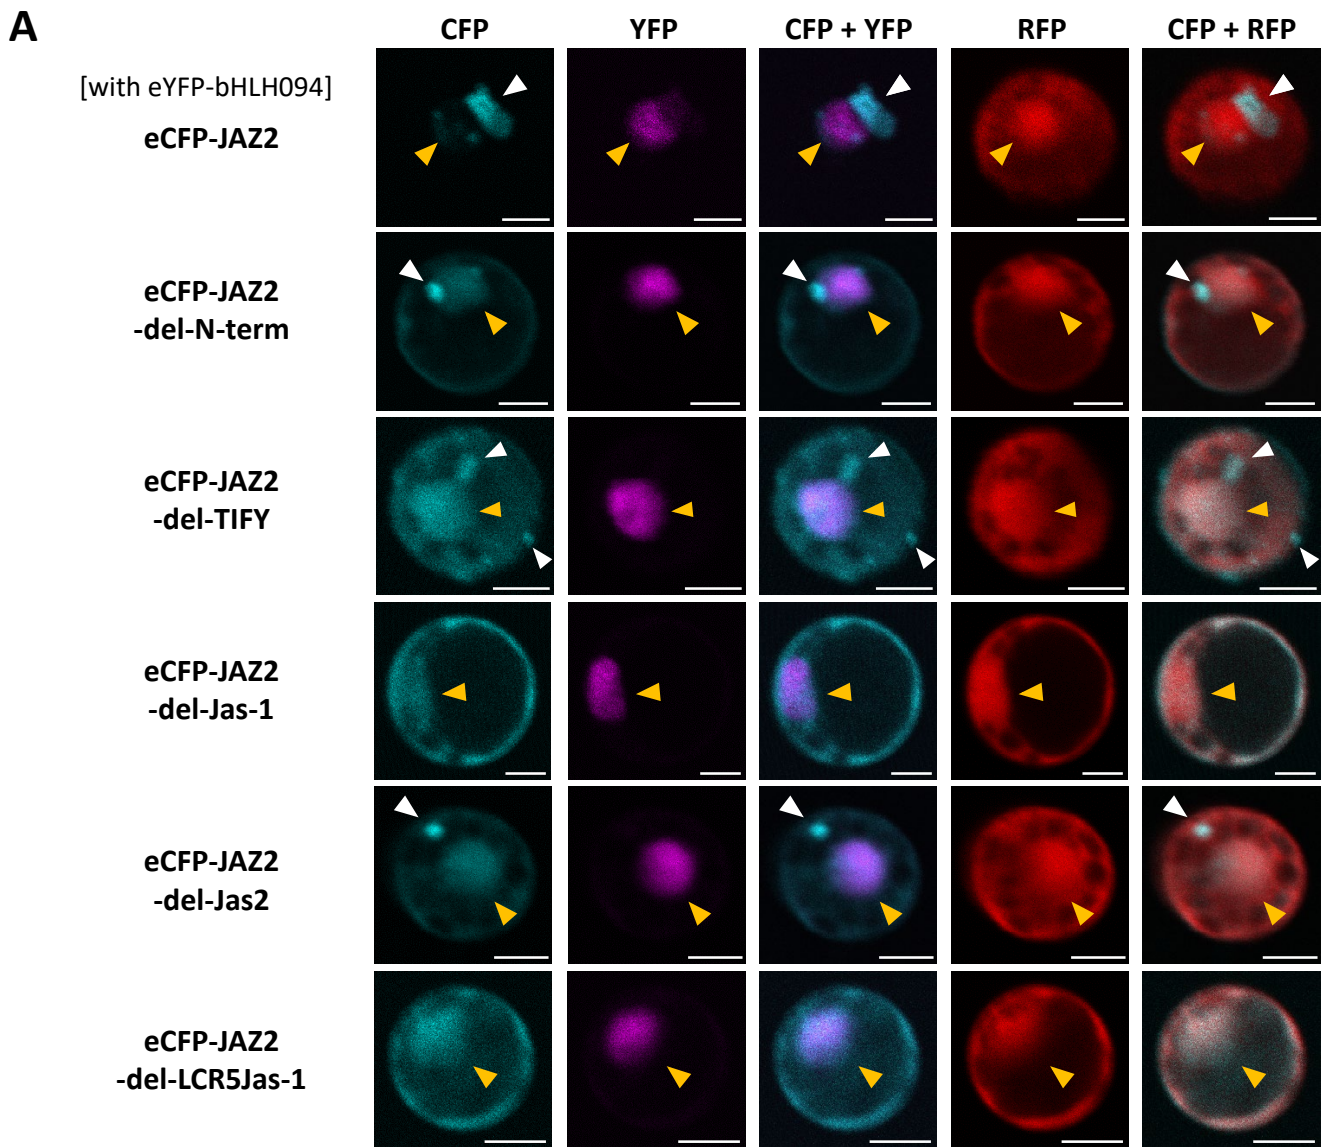 A
CFP YFP CFP + YFP RFP CFP + RFP
[with eYFP-bHLH094]
eCFP-JAZ2
eCFP-JAZ2
-del-N-term
eCFP-JAZ2
-del-TIFY
eCFP-JAZ2
-del-Jas-1
eCFP-JAZ2
-del-Jas2
eCFP-JAZ2
-del-LCR5Jas-1